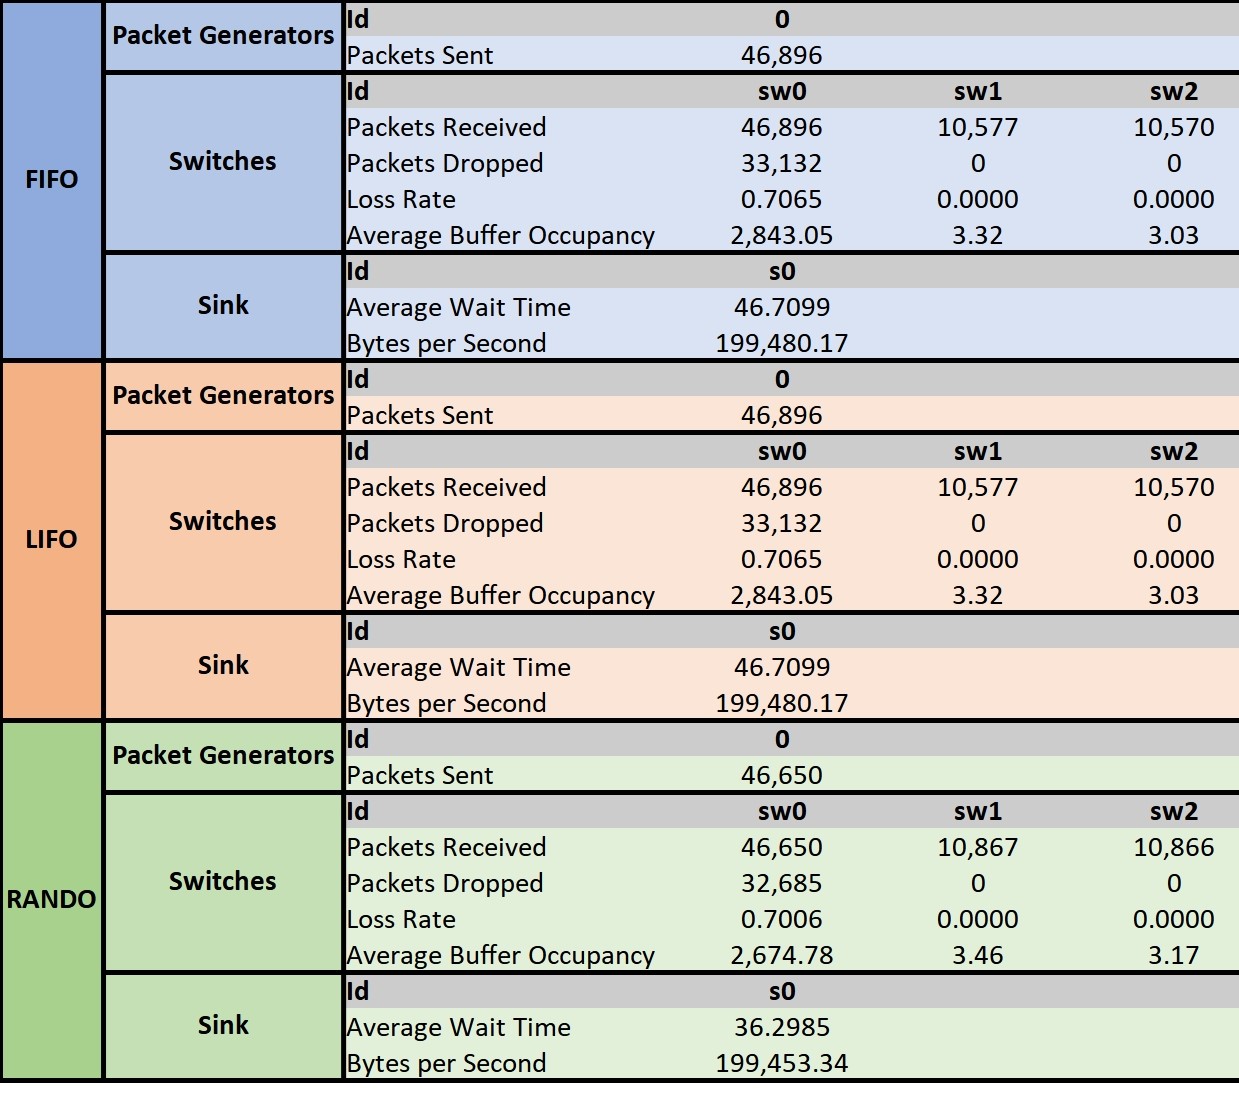 FIFO
Packet Generators
Id 0
Packets Sent 46,896
Switches
Id sw0 sw1 sw2
Packets Received 46,896 10,577 10,570
Packets Dropped 33,132 0 0
Loss Rate 0.7065 0.0000 0.0000
Average Buffer Occupancy 2,843.05 3.32 3.03
Sink
Id s0
Average Wait Time 46.7099
Bytes per Second 199,480.17
LIFO
Packet Generators
Id 0
Packets Sent 46,896
Switches
Id sw0 sw1 sw2
Packets Received 46,896 10,577 10,570
Packets Dropped 33,132 0 0
Loss Rate 0.7065 0.0000 0.0000
Average Buffer Occupancy 2,843.05 3.32 3.03
Sink
Id s0
Average Wait Time 46.7099
Bytes per Second 199,480.17
RANDO
Packet Generators
Id 0
Packets Sent 46,650
Switches
Id sw0 sw1 sw2
Packets Received 46,650 10,867 10,866
Packets Dropped 32,685 0 0
Loss Rate 0.7006 0.0000 0.0000
Average Buffer Occupancy 2,674.78 3.46 3.17
Sink
Id s0
Average Wait Time 36.2985
Bytes per Second 199,453.34